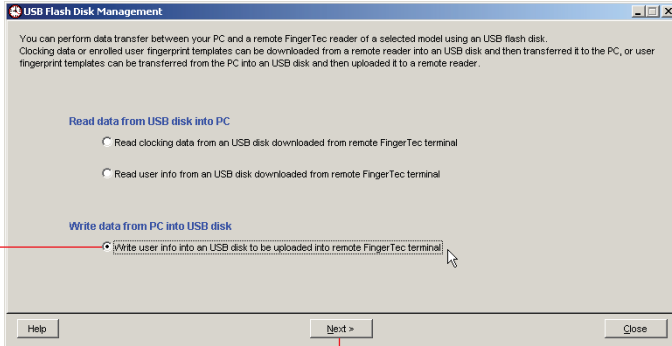 USB Flash Disk Management
You can perform data transfer between your PC and a remote FingerTec reader of a selected model using an USB flash disk.
Clocking data or enrolled user fingerprint templates can be downloaded from a remote reader into an USB disk and then transferred it to the PC, or user
fingerprint templates can be transferred from the PC into an USB disk and then uploaded it to a remote reader.
Read data from USB disk into PC
Read clocking data from an USB disk downloaded from remote FingerTec terminal
Read user info from an USB disk downloaded from remote FingerTec terminal
Write data from PC into USB disk
Write user info into an USB disk to be uploaded into remote FingerTec terminal
Help Next > Close